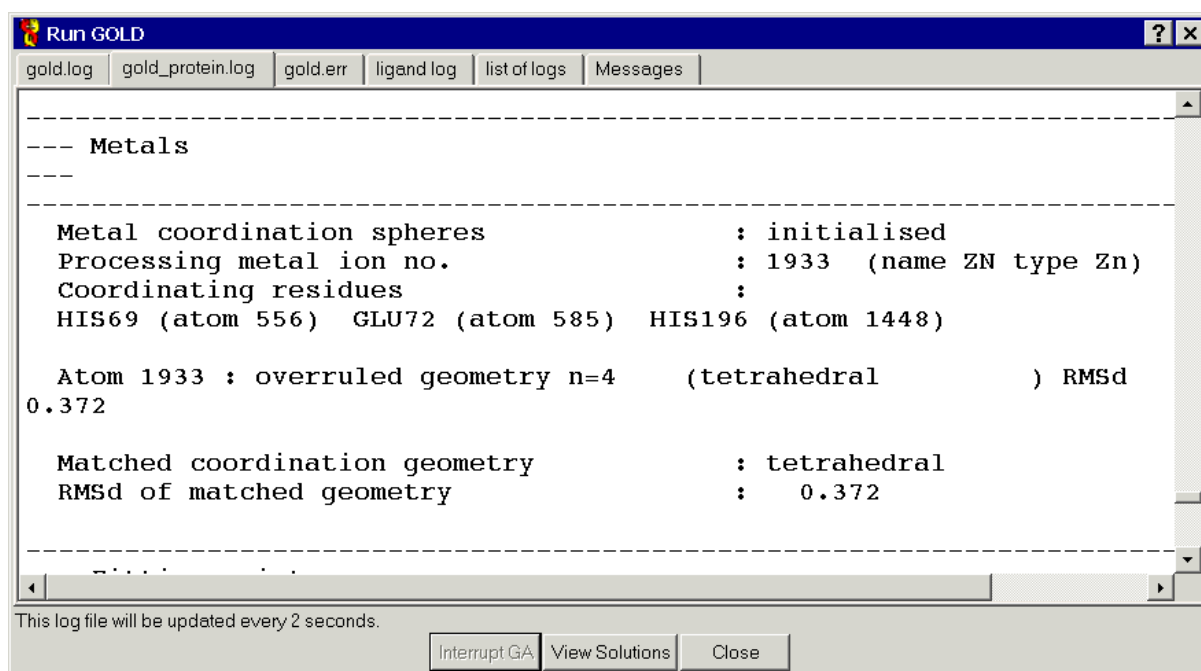 Run GOLD
gold.log gold_protein.log gold.err ligand log list of logs Messages
--- Metals
---
Metal coordination spheres : initialised
Processing metal ion no. : 1933 (name ZN type Zn)
Coordinating residues :
HIS69 (atom 556) GLU72 (atom 585) HIS196 (atom 1448)
Atom 1933 : overruled geometry n=4 (tetrahedral ) RMSd
0.372
Matched coordination geometry : tetrahedral
RMSd of matched geometry : 0.372
This log file will be updated every 2 seconds.
Interrupt GA View Solutions Close